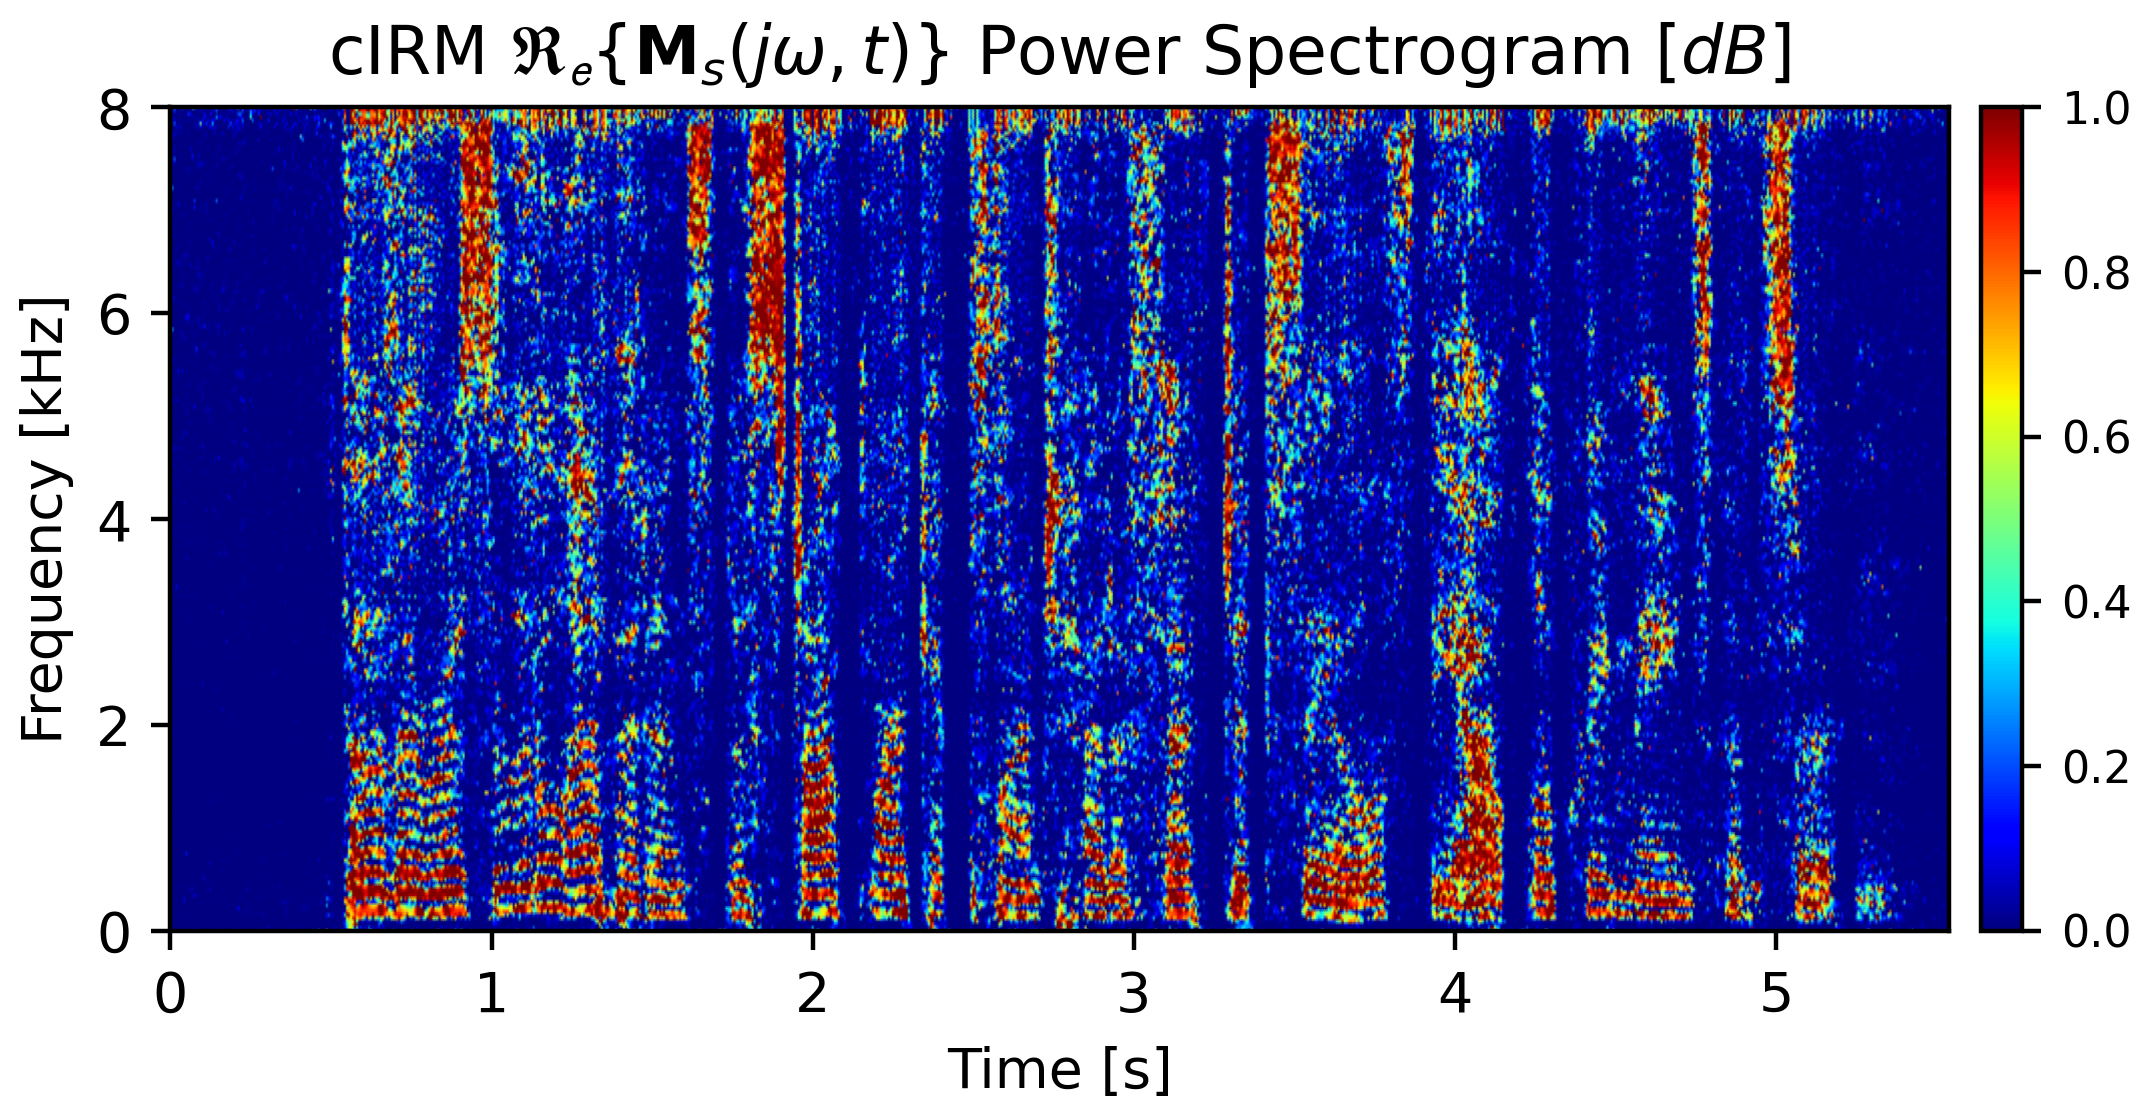 cIRM ℜₑ{𝐌ₛ(jω, t)} Power Spectrogram [dB]
Frequency [kHz]
8
6
4
2
0
0 1 2 3 4 5
Time [s]
1.0
0.8
0.6
0.4
0.2
0.0